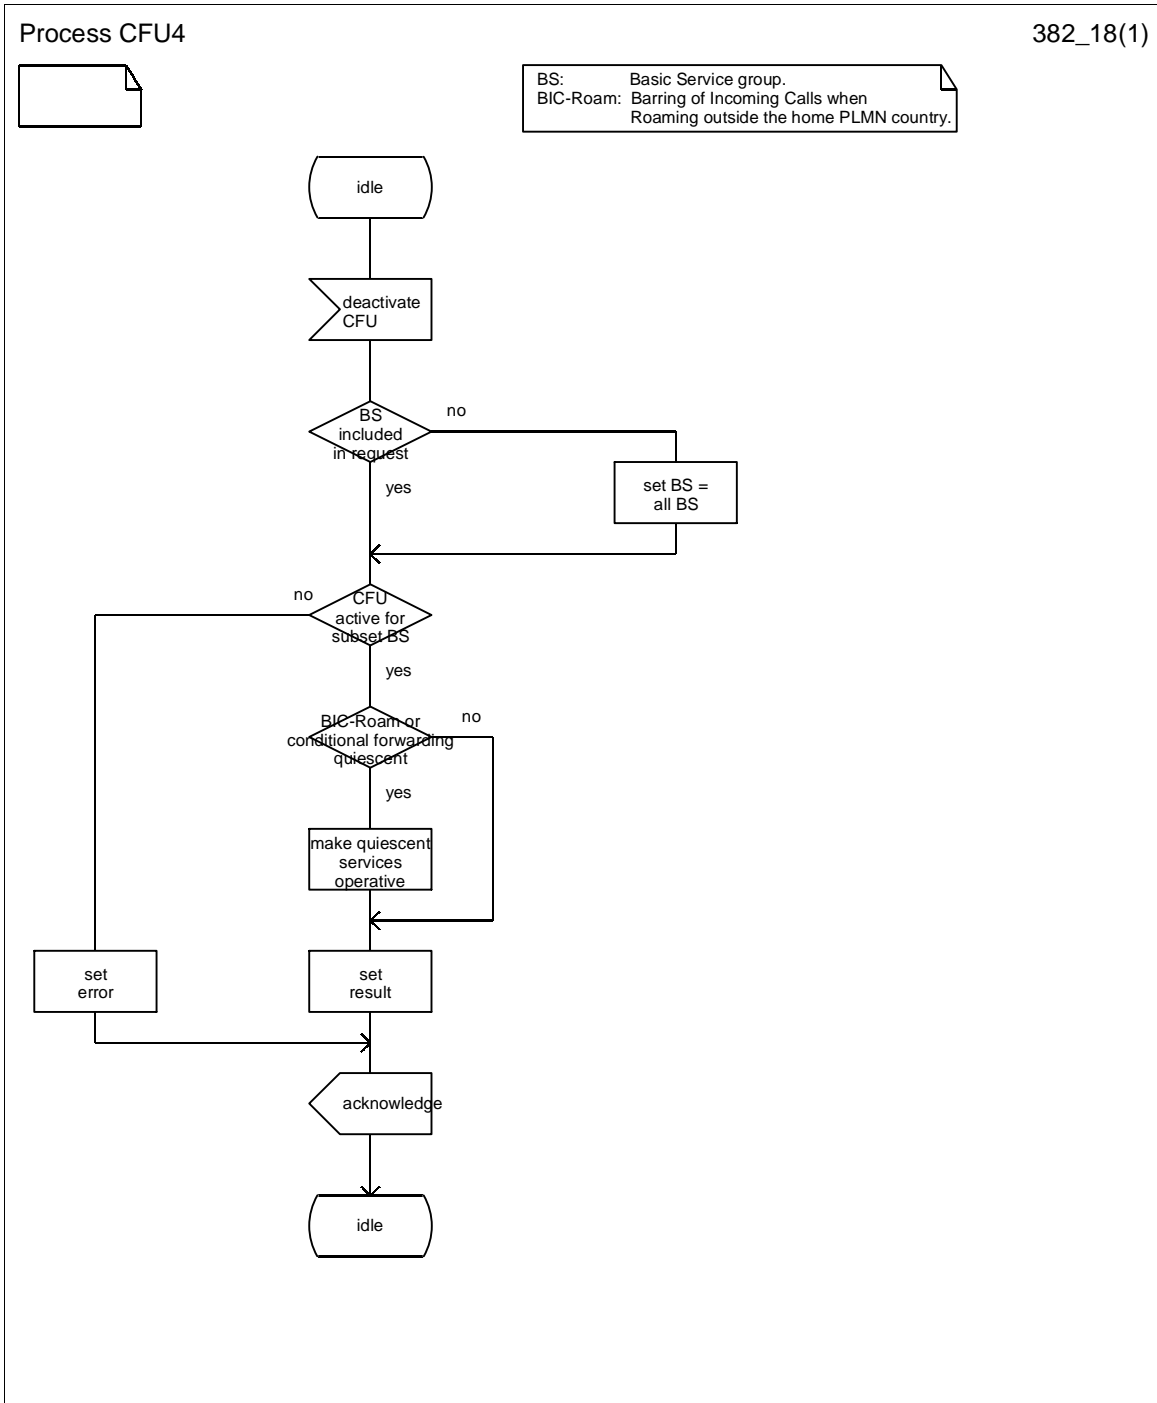 Process CFU4
382_18(1)
BS: Basic Service group.
BIC-Roam: Barring of Incoming Calls when
Roaming outside the home PLMN country.
idle
deactivate
CFU
BS
included
in request
no
yes
set BS =
all BS
no
CFU
active for
subset BS
yes
BIC-Roam or
conditional forwarding
quiescent
no
yes
make quiescent
services
operative
set
error
set
result
acknowledge
idle